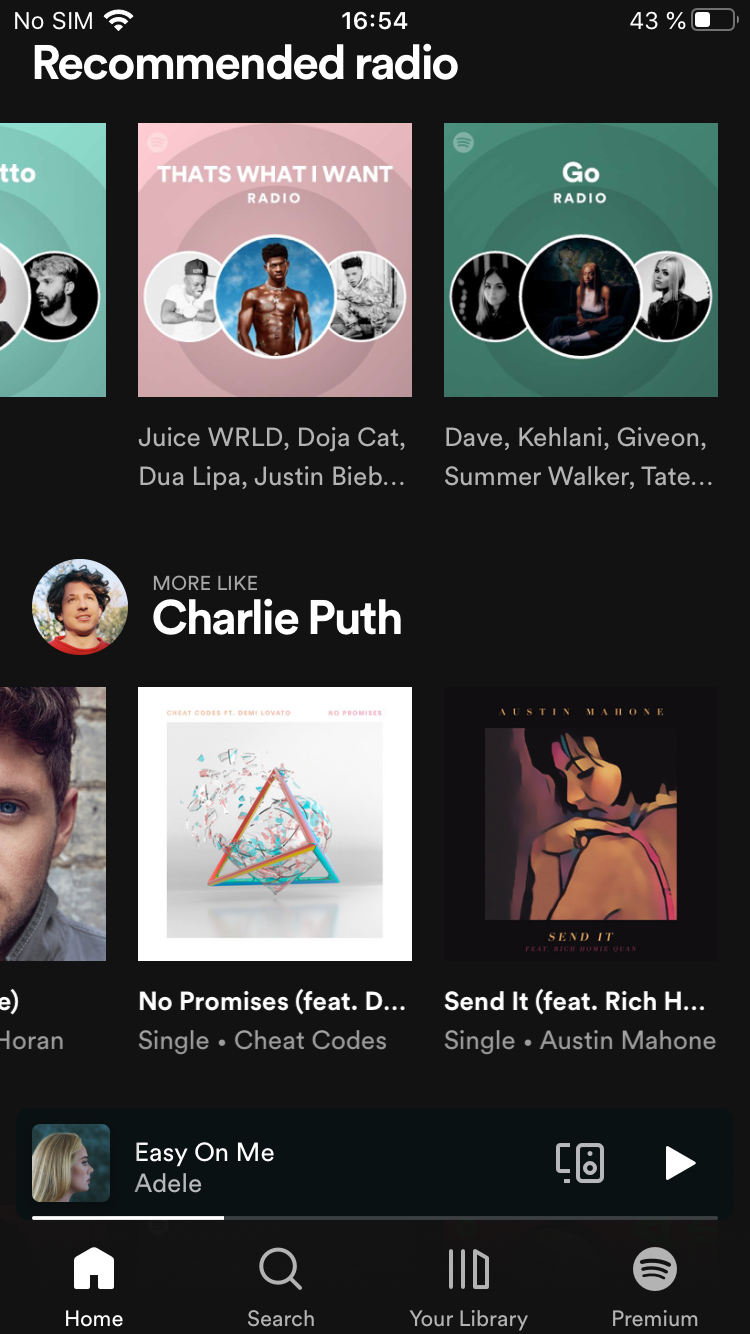 No SIM 16:54 43 %
Recommended radio
tto
THATS WHAT I WANT
RADIO
Go
RADIO
Juice WRLD, Doja Cat,
Dua Lipa, Justin Bieb...
Dave, Kehlani, Giveon,
Summer Walker, Tate...
MORE LIKE
Charlie Puth
CHEAT CODES FT. DEMI LOVATO NO PROMISES
AUSTIN MAHONE
SEND IT
FEAT. RICH HOMIE QUAN
e)
Horan
No Promises (feat. D...
Single • Cheat Codes
Send It (feat. Rich H...
Single • Austin Mahone
Easy On Me
Adele
Home Search Your Library Premium